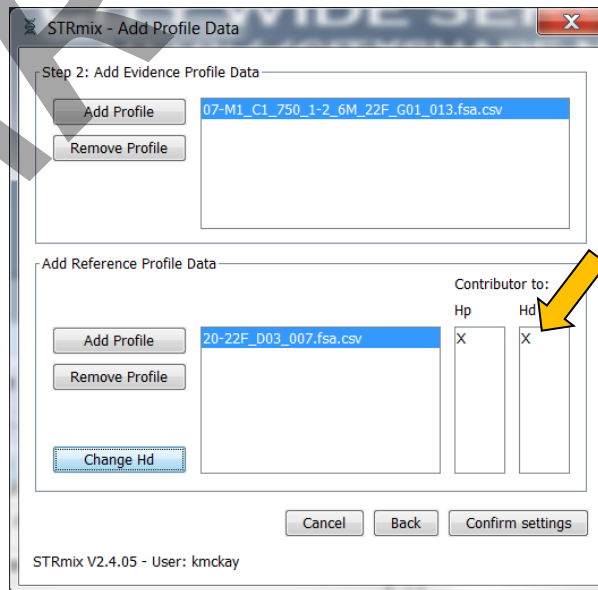 STRmix - Add Profile Data
X
Step 2: Add Evidence Profile Data
Add Profile
07-M1_C1_750_1-2_6M_22F_G01_013.fsa.csv
Remove Profile
Add Reference Profile Data
Contributor to:
Hp Hd
Add Profile
20-22F_D03_007.fsa.csv
X X
Remove Profile
Change Hd
Cancel Back Confirm settings
STRmix V2.4.05 - User: kmckay